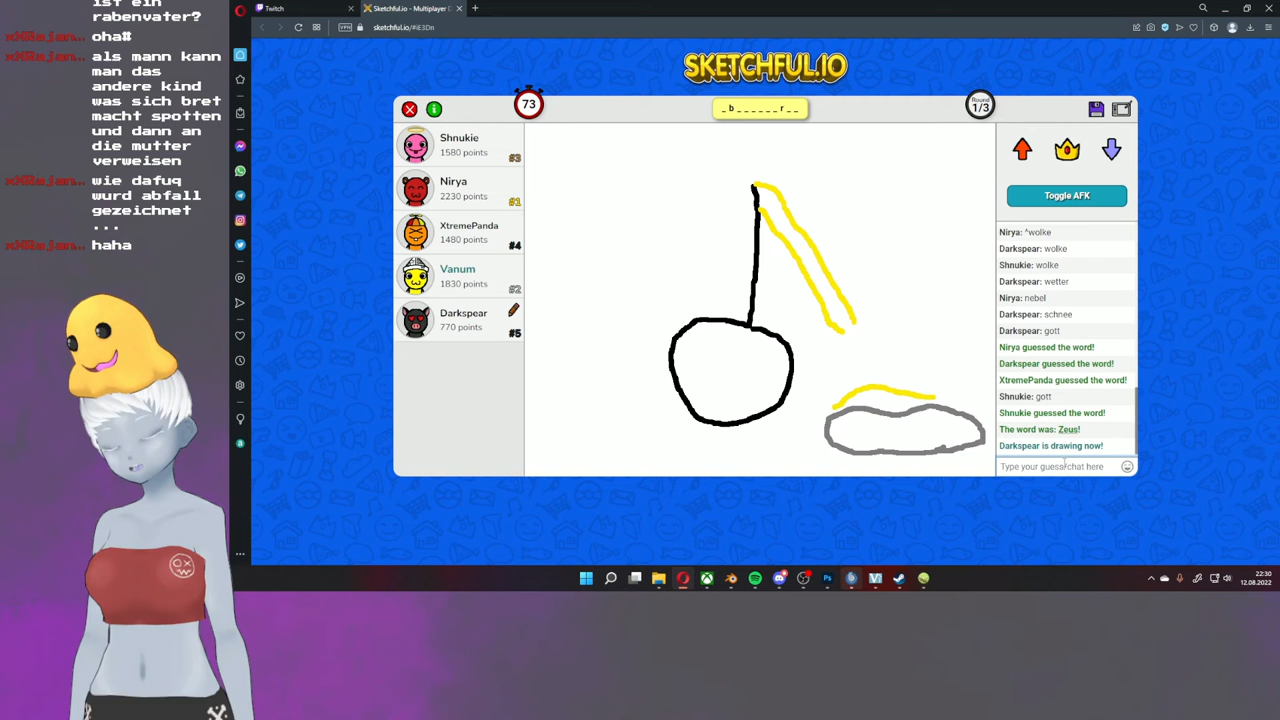 ist ein
rabenvater?
oha#
als mann kann
man das
andere kind
was sich bret
macht spotten
und dann an
die mutter
verweisen
wie dafuq
wurd abfall
gezeichnet
...
haha
Twitch
Sketchful.io - Multiplayer D
VPN
sketchful.io/#iE3Dn
SKETCHFUL.IO
73
_ b _ _ _ _ _ _ r _ _
Round
1/3
Shnukie
1580 points
#3
Nirya
2230 points
#1
XtremePanda
1480 points
#4
Vanum
1830 points
#2
Darkspear
770 points
#5
Toggle AFK
Nirya: ^wolke
Darkspear: wolke
Shnukie: wolke
Darkspear: wetter
Nirya: nebel
Darkspear: schnee
Darkspear: gott
Nirya guessed the word!
Darkspear guessed the word!
XtremePanda guessed the word!
Shnukie: gott
Shnukie guessed the word!
The word was: Zeus!
Darkspear is drawing now!
Type your guess/chat here
22:30
12.08.2022